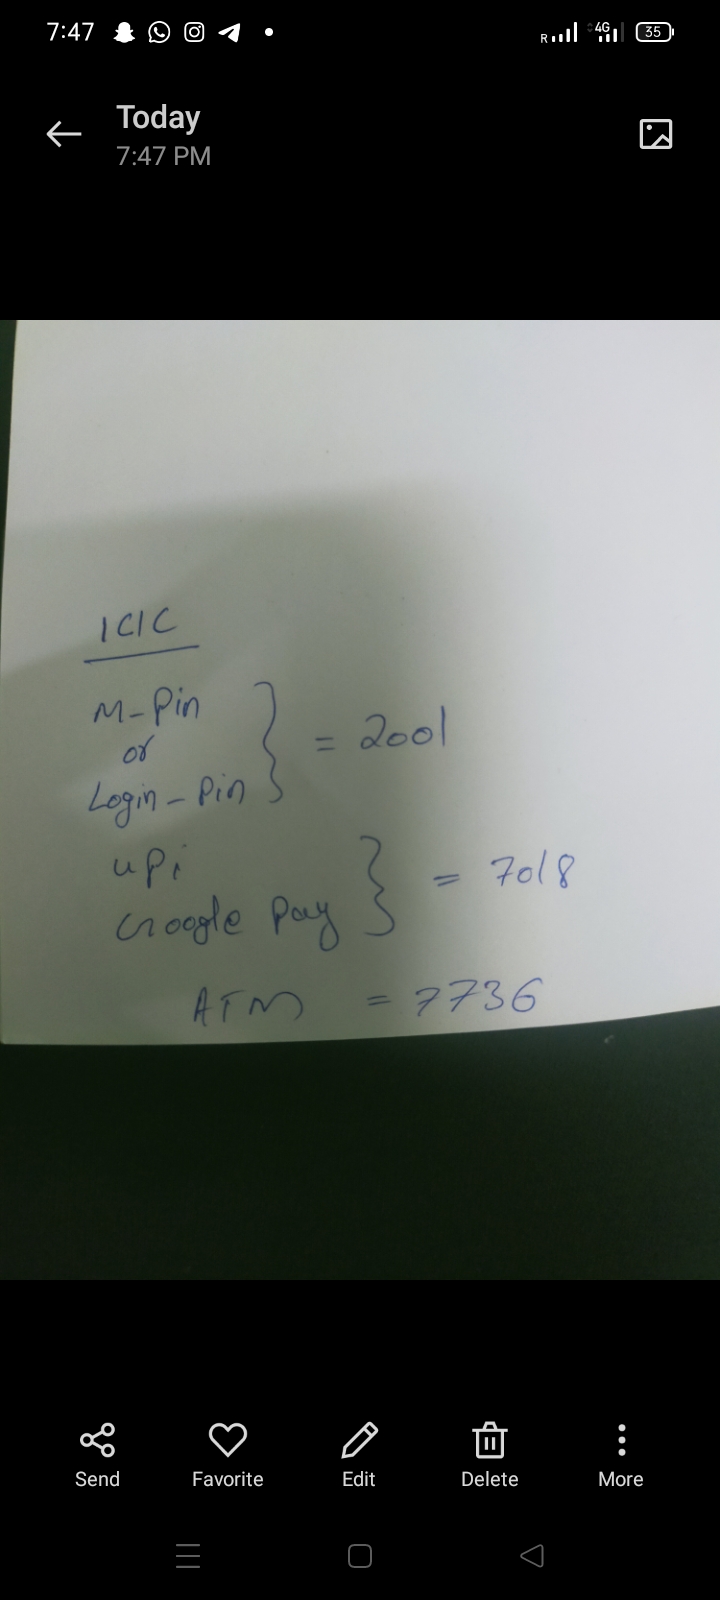 7:47
R 4G 35
Today
7:47 PM
ICIC
M-Pin
or
Login-Pin
= 2001
UPi
Google Pay
= 7018
ATM = 7736
Send Favorite Edit Delete More